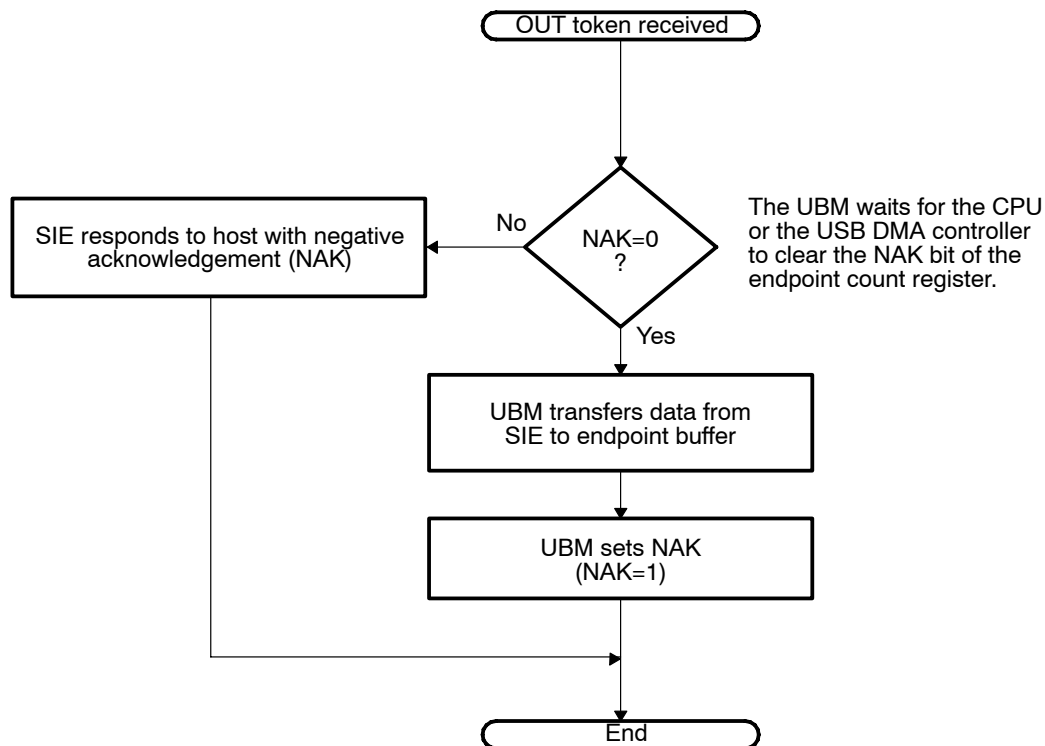 OUT token received
No
NAK=0
?
The UBM waits for the CPU
or the USB DMA controller
to clear the NAK bit of the
endpoint count register.
SIE responds to host with negative
acknowledgement (NAK)
Yes
UBM transfers data from
SIE to endpoint buffer
UBM sets NAK
(NAK=1)
End